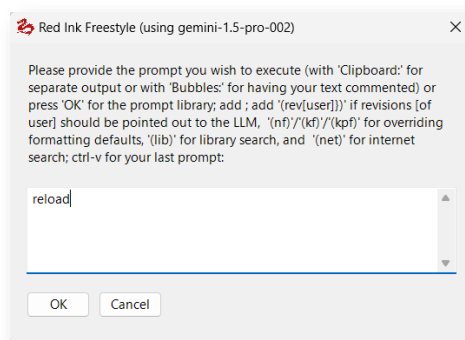 Red Ink Freestyle (using gemini-1.5-pro-002)
Please provide the prompt you wish to execute (with 'Clipboard:' for
separate output or with 'Bubbles:' for having your text commented) or
press 'OK' for the prompt library; add ; add '(rev[user]))' if revisions [of
user] should be pointed out to the LLM,  '(nf)'/'(kf)'/'(kpf)' for overriding
formatting defaults, '(lib)' for library search, and  '(net)' for internet
search; ctrl-v for your last prompt:
reload
OK
Cancel